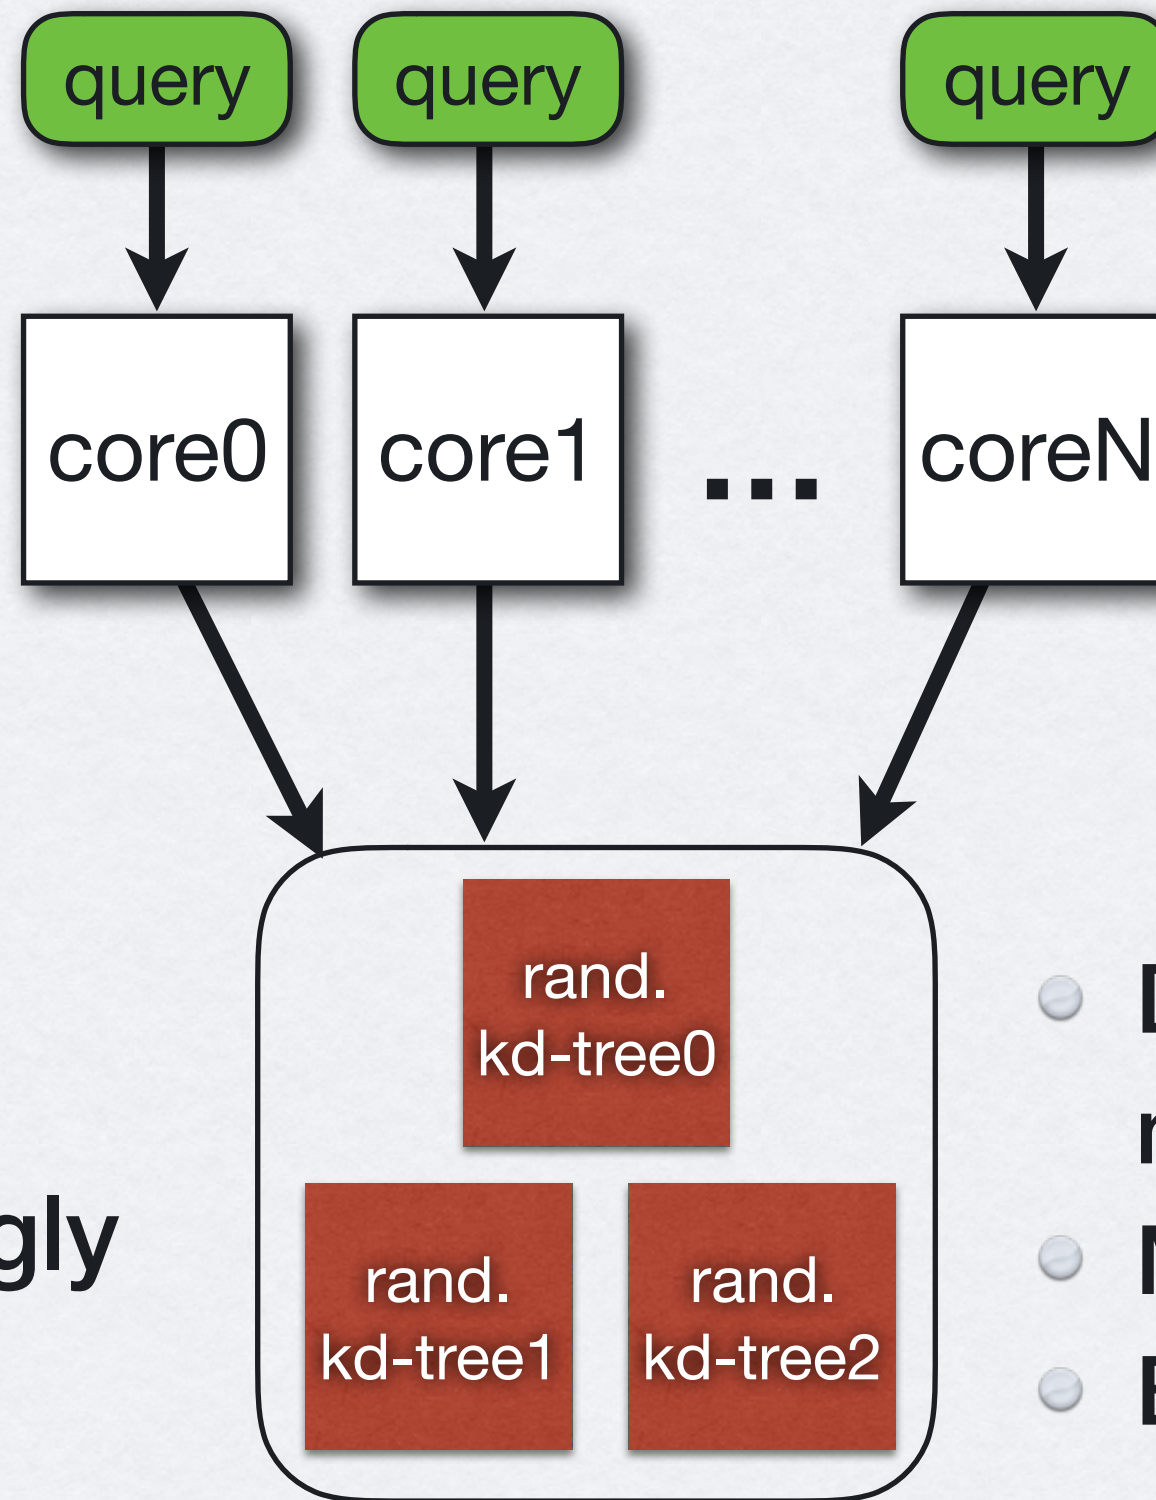 query
query
query
core0
core1
...
coreN
rand.
kd-tree0
rand.
kd-tree1
rand.
kd-tree2
gly